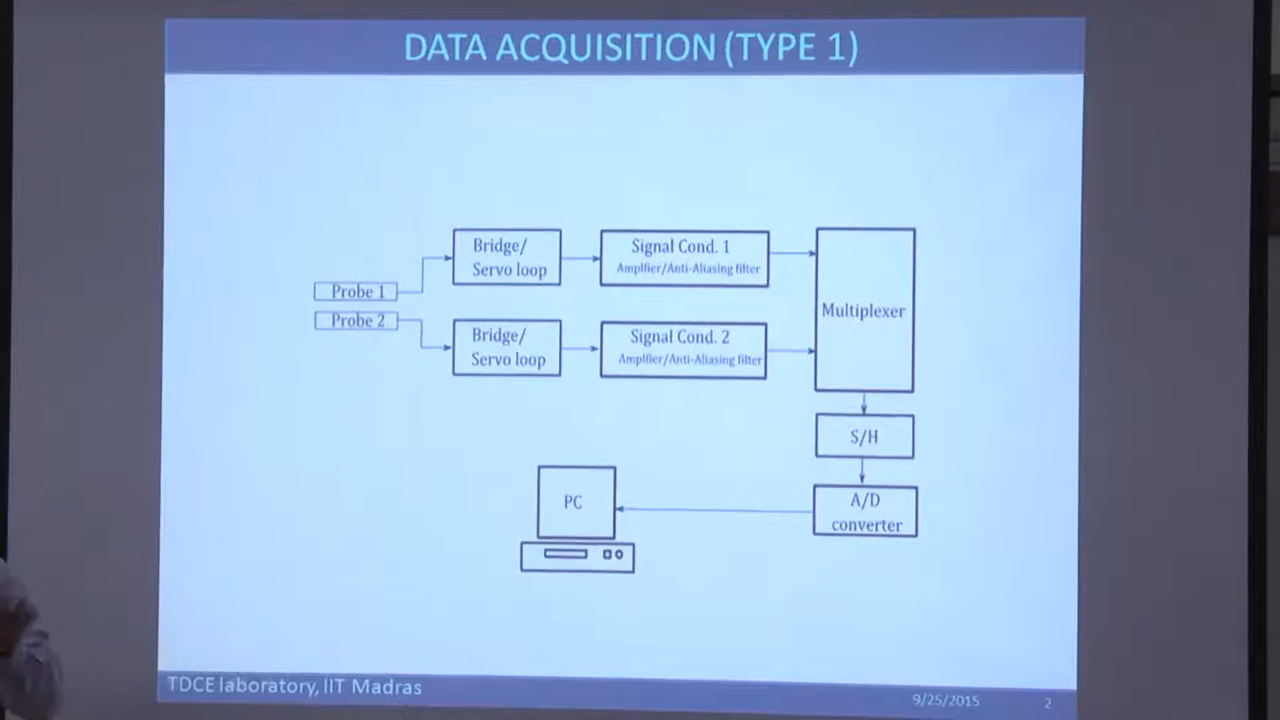 DATA ACQUISITION (TYPE 1)
Probe 1
Probe 2
Bridge/
Servo loop
Bridge/
Servo loop
Signal Cond. 1
Amplfier/Anti-Aliasing filter
Signal Cond. 2
Amplfier/Anti-Aliasing filter
Multiplexer
S/H
A/D
converter
PC
TDCE laboratory, IIT Madras
9/25/2015
2